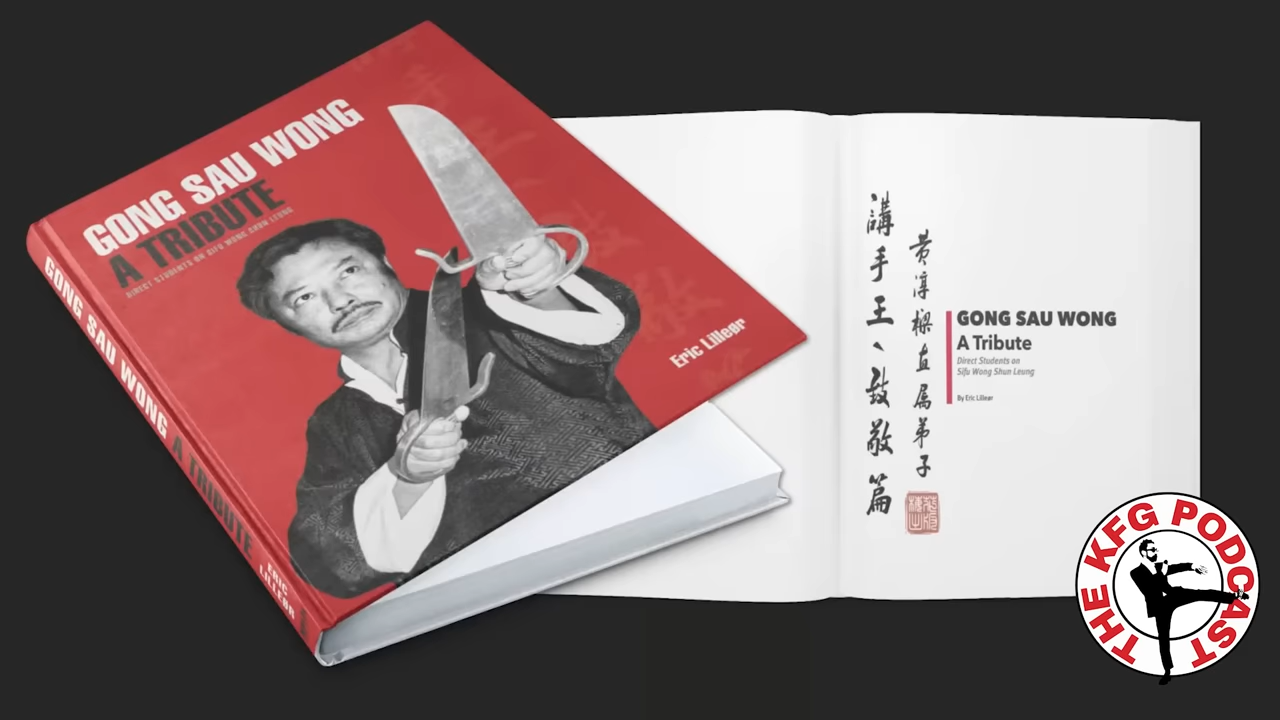 GONG SAU WONG
A TRIBUTE
DIRECT STUDENTS ON SIFU WONG SHUN LEUNG
Eric Lilleør
GONG SAU WONG A TRIBUTE
ERIC LILLEØR
講手王、致敬篇
黃淳樑直属弟子
GONG SAU WONG
A Tribute
Direct Students on
Sifu Wong Shun Leung
By Eric Lilleør
THE KFG PODCAST